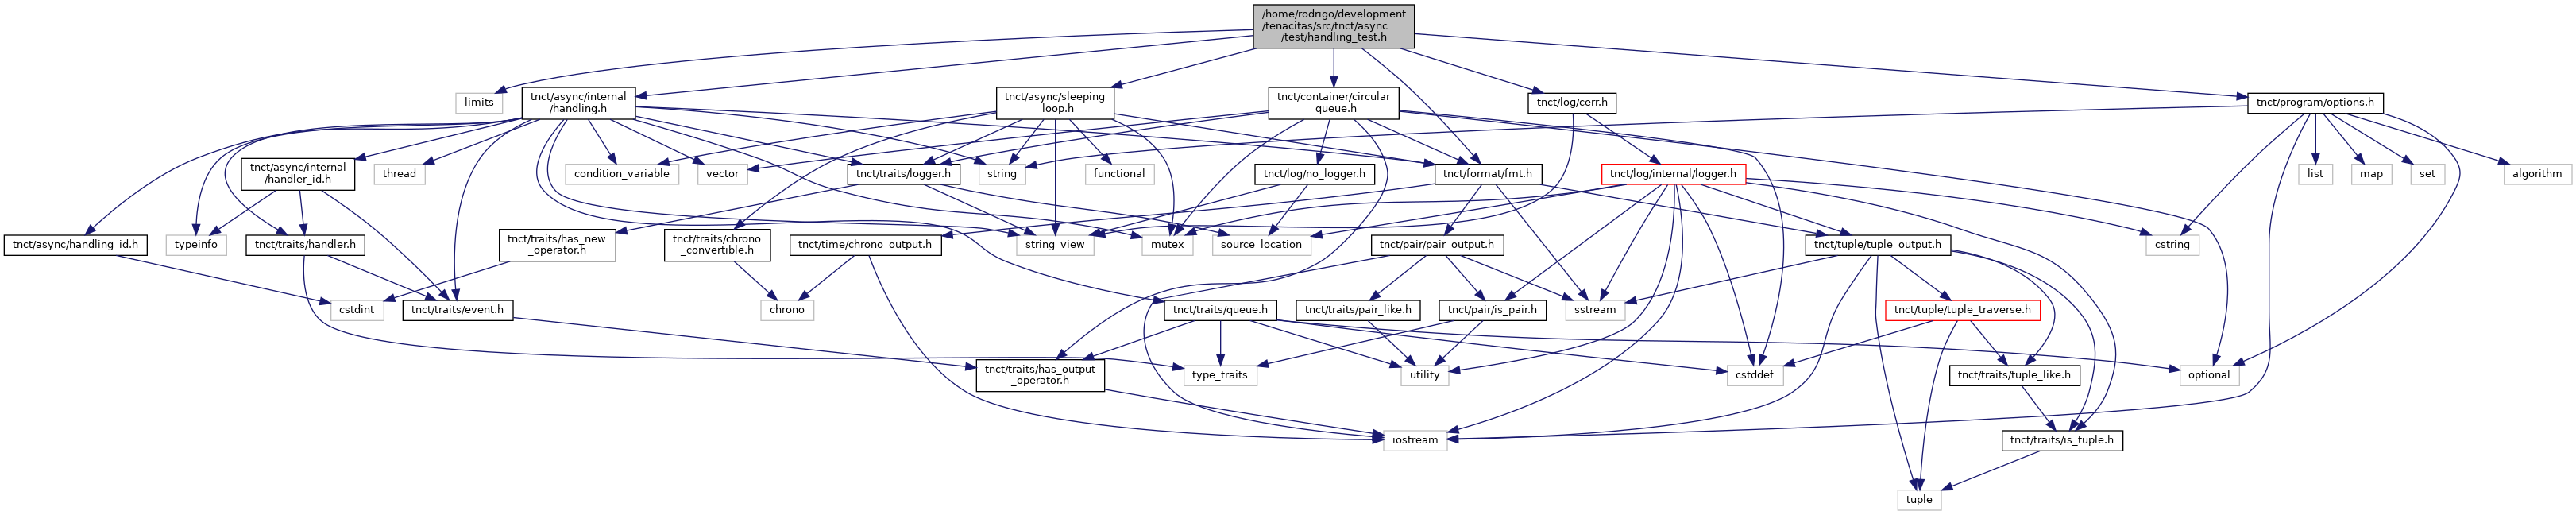 /home/rodrigo/development
/tenacitas/src/tnct/async
/test/handling_test.h
limits
tnct/async/internal
/handling.h
tnct/async/sleeping
_loop.h
tnct/container/circular
_queue.h
tnct/log/cerr.h
tnct/program/options.h
tnct/async/internal
/handler_id.h
thread
condition_variable
vector
tnct/traits/logger.h
string
functional
tnct/log/no_logger.h
tnct/format/fmt.h
tnct/log/internal/logger.h
list
map
set
algorithm
tnct/async/handling_id.h
typeinfo
tnct/traits/handler.h
tnct/traits/has_new
_operator.h
tnct/traits/chrono
_convertible.h
tnct/time/chrono_output.h
string_view
mutex
source_location
tnct/pair/pair_output.h
tnct/tuple/tuple_output.h
cstring
cstdint
tnct/traits/event.h
chrono
tnct/traits/queue.h
tnct/traits/pair_like.h
tnct/pair/is_pair.h
sstream
tnct/tuple/tuple_traverse.h
tnct/traits/has_output
_operator.h
type_traits
utility
cstddef
tnct/traits/tuple_like.h
optional
iostream
tnct/traits/is_tuple.h
tuple